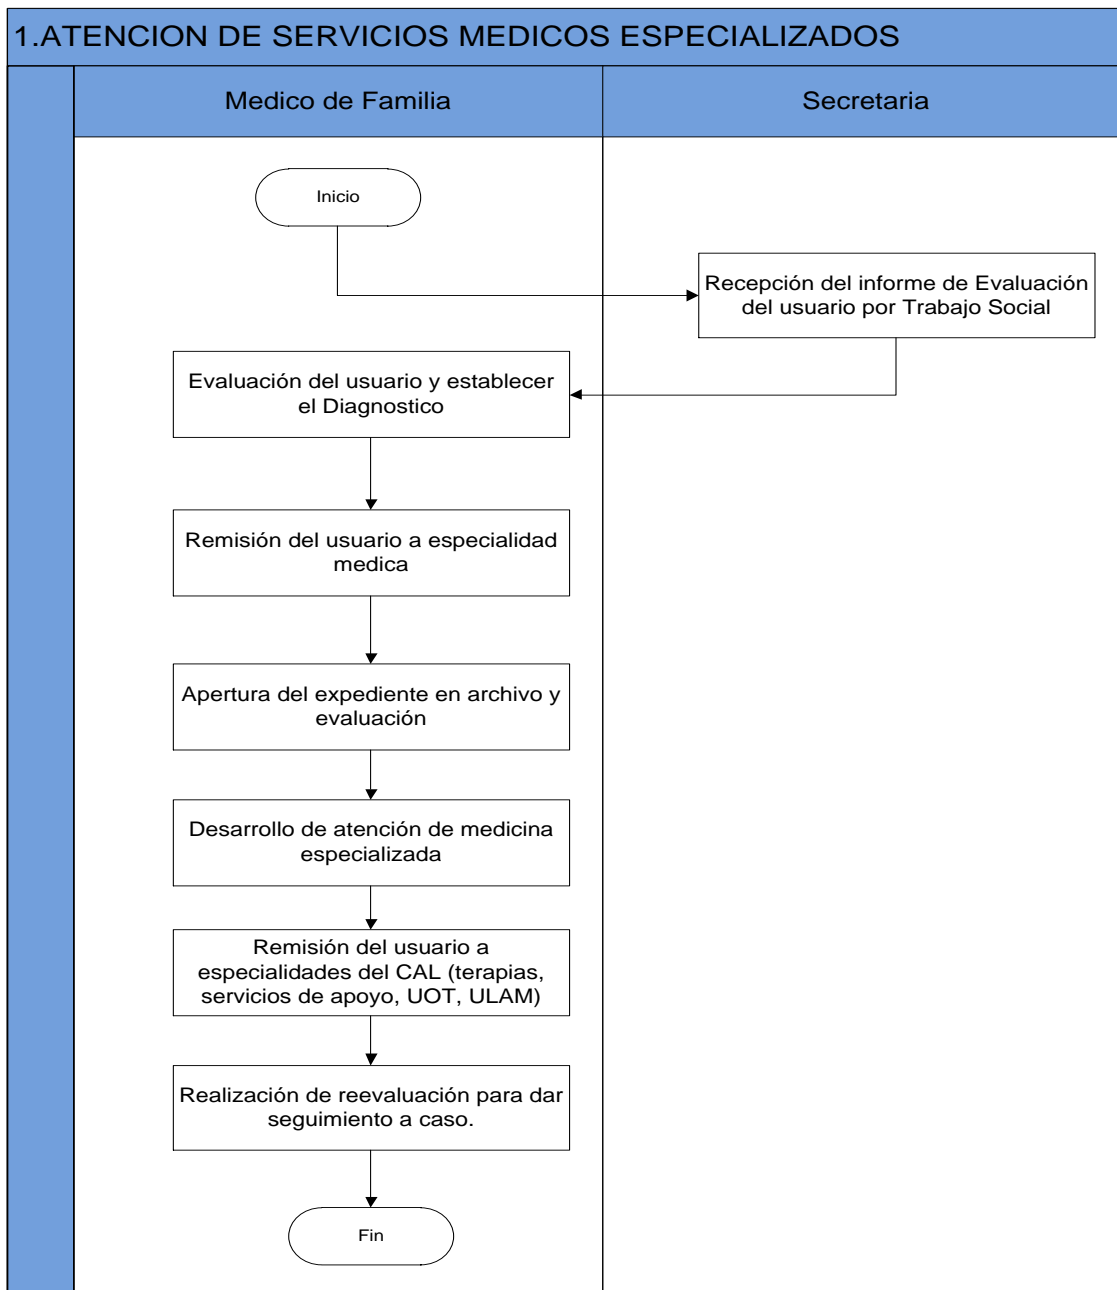 1.ATENCION DE SERVICIOS MEDICOS ESPECIALIZADOS
Medico de Familia
Secretaria
Inicio
Recepción del informe de Evaluación
del usuario por Trabajo Social
Evaluación del usuario y establecer
el Diagnostico
Remisión del usuario a especialidad
medica
Apertura del expediente en archivo y
evaluación
Desarrollo de atención de medicina
especializada
Remisión del usuario a
especialidades del CAL (terapias,
servicios de apoyo, UOT, ULAM)
Realización de reevaluación para dar
seguimiento a caso.
Fin